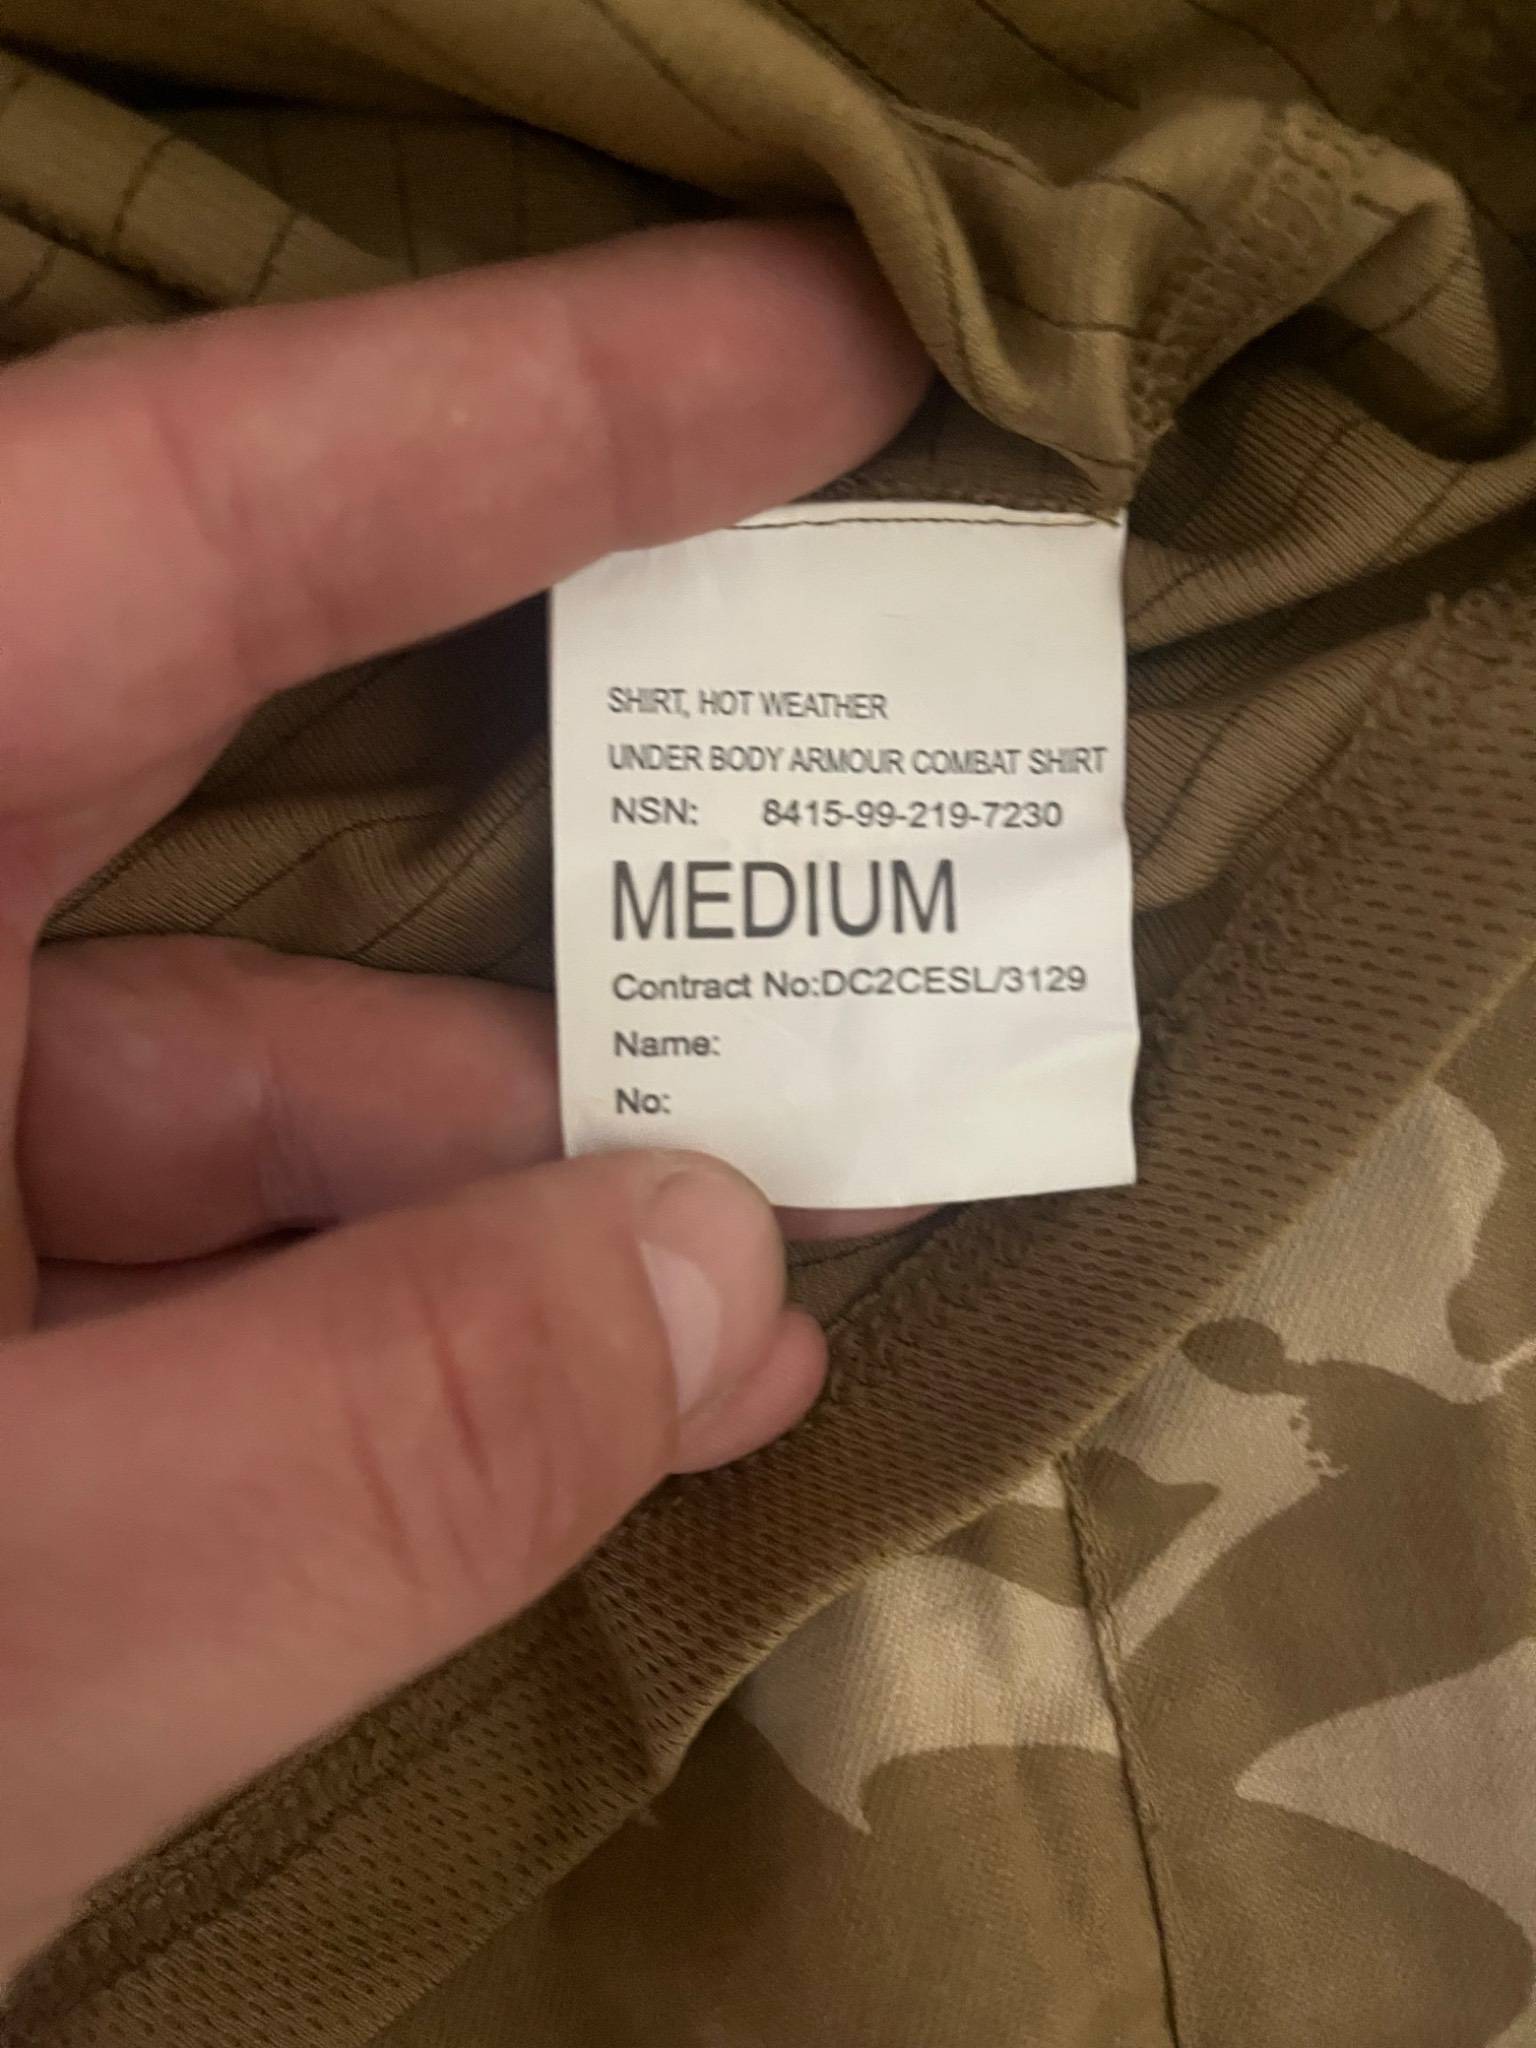 SHIRT, HOT WEATHER
UNDER BODY ARMOUR COMBAT SHIRT
NSN: 8415-99-219-7230
MEDIUM
Contract No:DC2CESL/3129
Name:
No: